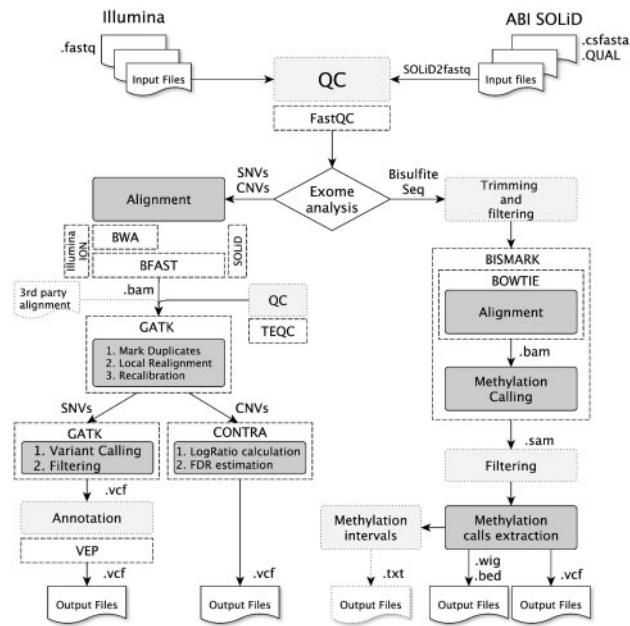 Illumina
ABI SOLiD
.fastq
Input Files
QC
SOLiD2fastq
.csfasta
.QUAL
Input files
FastQC
SNVs
CNVs
Exome
analysis
Bisulfite
Seq
Alignment
Trimming
and
filtering
Illumina
ION
BWA
SOLiD
BFAST
BISMARK
BOWTIE
Alignment
3rd party
alignment
.bam
QC
TEQC
.bam
GATK
1. Mark Duplicates
2. Local Realignment
3. Recalibration
Methylation
Calling
SNVs
CNVs
.sam
GATK
1. Variant Calling
2. Filtering
CONTRA
1. LogRatio calculation
2. FDR estimation
Filtering
.vcf
Annotation
VEP
Methylation
intervals
Methylation
calls extraction
.vcf
.vcf
.txt
.wig
.bed
.vcf
Output Files
Output Files
Output Files
Output Files
Output Files